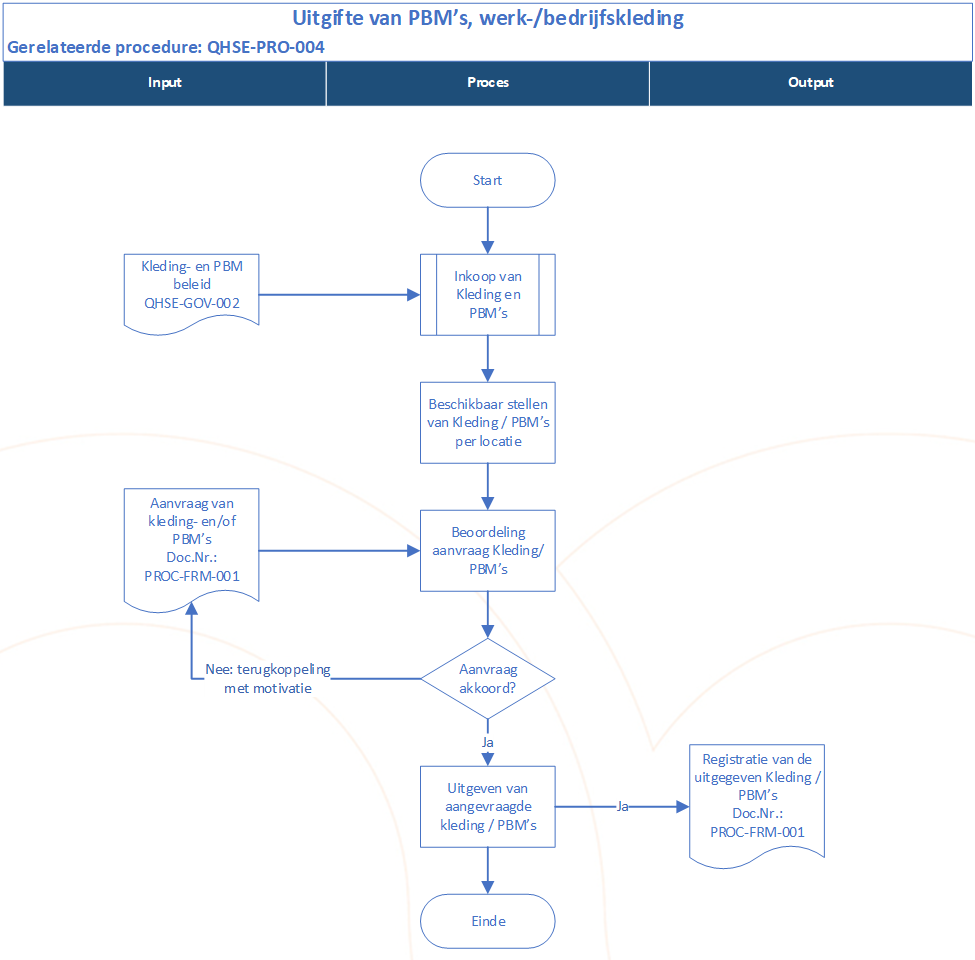 Uitgifte van PBM's, werk-/bedrijfskleding
Gerelateerde procedure: QHSE-PRO-004
Input
Proces
Output
Start
Kleding- en PBM
beleid
QHSE-GOV-002
Inkoop van
Kleding en
PBM's
Beschikbaar stellen
van Kleding / PBM's
per locatie
Aanvraag van
kleding- en/of
PBM's
Doc.Nr.:
PROC-FRM-001
Beoordeling
aanvraag Kleding/
PBM's
Nee: terugkoppeling
met motivatie
Aanvraag
akkoord?
Ja
Uitgeven van
aangevraagde
kleding / PBM's
Ja
Registratie van de
uitgegeven Kleding /
PBM's
Doc.Nr.:
PROC-FRM-001
Einde